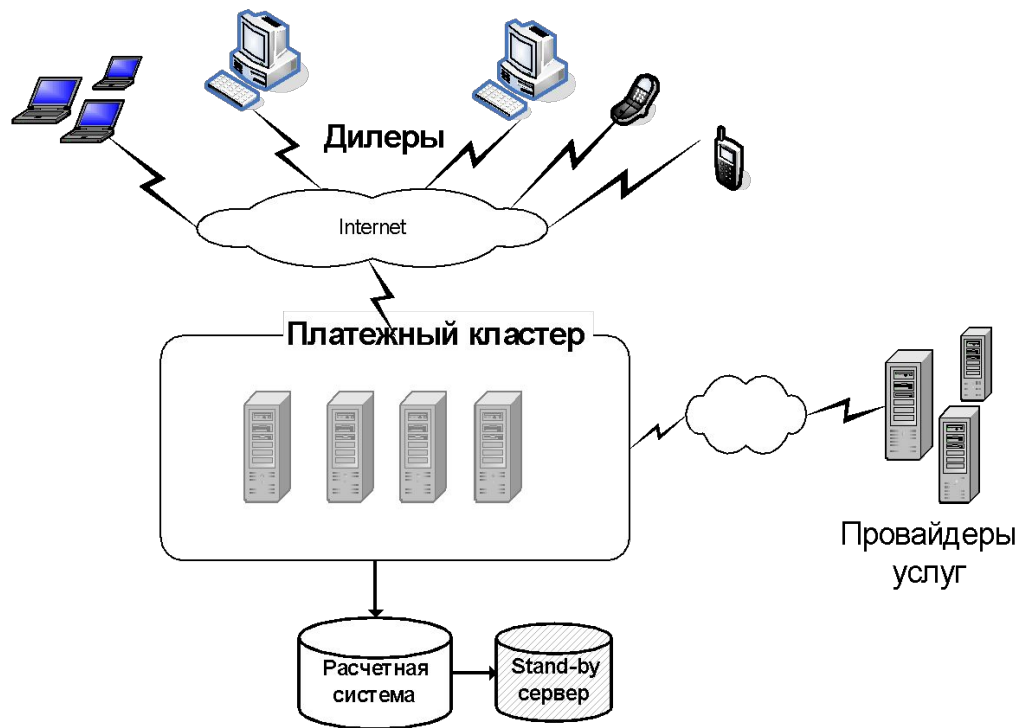 Дилеры
Internet
Платежный кластер
Провайдеры
услуг
Расчетная
система
Stand-by
сервер